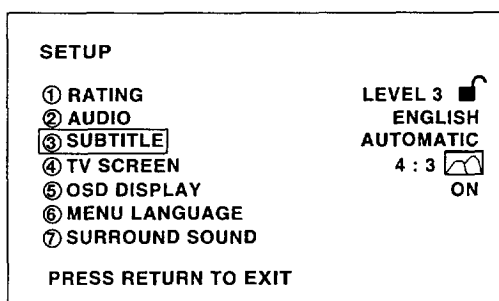 SETUP
① RATING LEVEL 3
② AUDIO ENGLISH
③ SUBTITLE AUTOMATIC
④ TV SCREEN 4 : 3
⑤ OSD DISPLAY ON
⑥ MENU LANGUAGE
⑦ SURROUND SOUND
PRESS RETURN TO EXIT